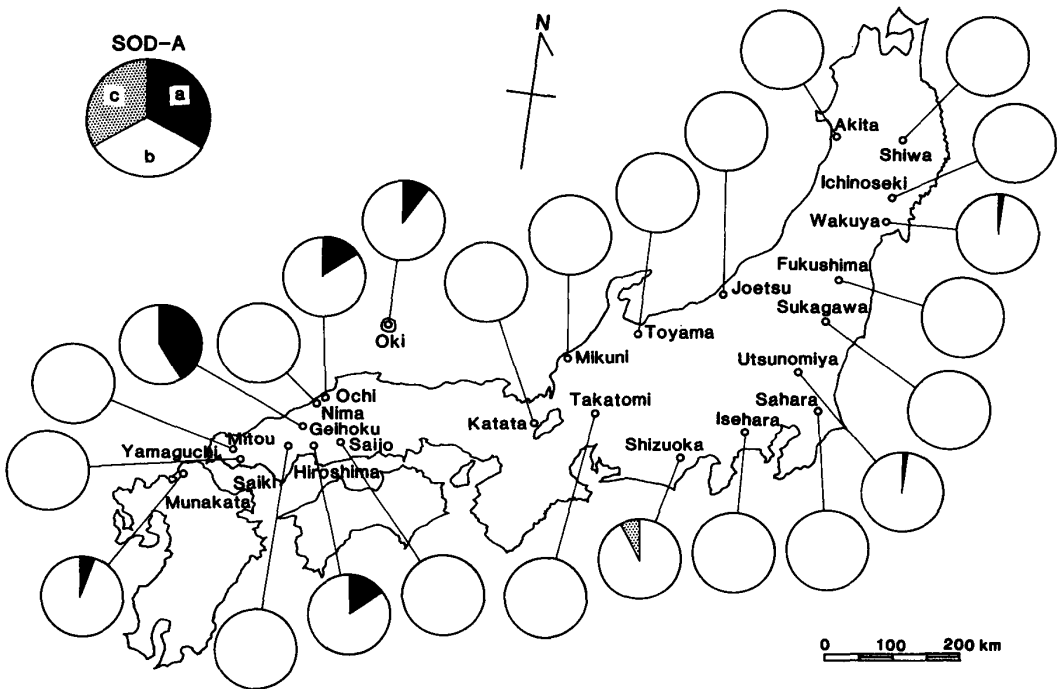 SOD-A
c
a
b
N
Akita
Shiwa
Ichinoseki
Wakuya
Fukushima
Joetsu
Sukagawa
Toyama
Oki
Mikuni
Utsunomiya
Ochi
Nima
Takatomi
Sahara
Geihoku
Katata
Isehara
Mitou
Saijo
Shizuoka
Yamaguchi
Hiroshima
Saiki
Munakata
0 100 200 km